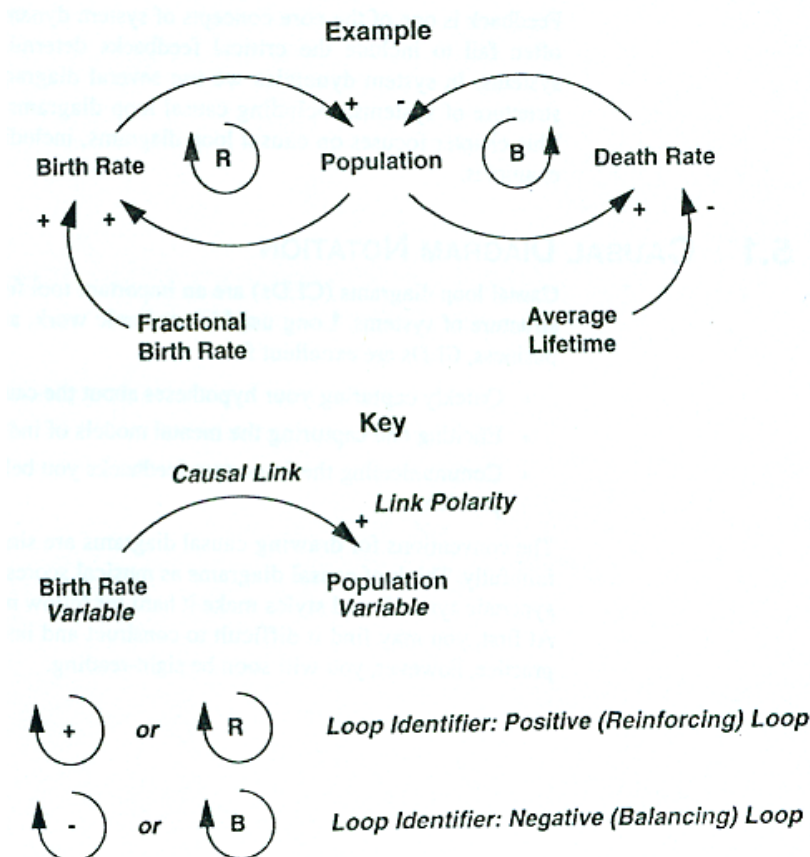 Example
+ -
Birth Rate
R
Population
B
Death Rate
+ +
+ -
Fractional
Birth Rate
Average
Lifetime
Key
Causal Link
+ Link Polarity
Birth Rate
Variable
Population
Variable
+ or R Loop Identifier: Positive (Reinforcing) Loop
- or B Loop Identifier: Negative (Balancing) Loop